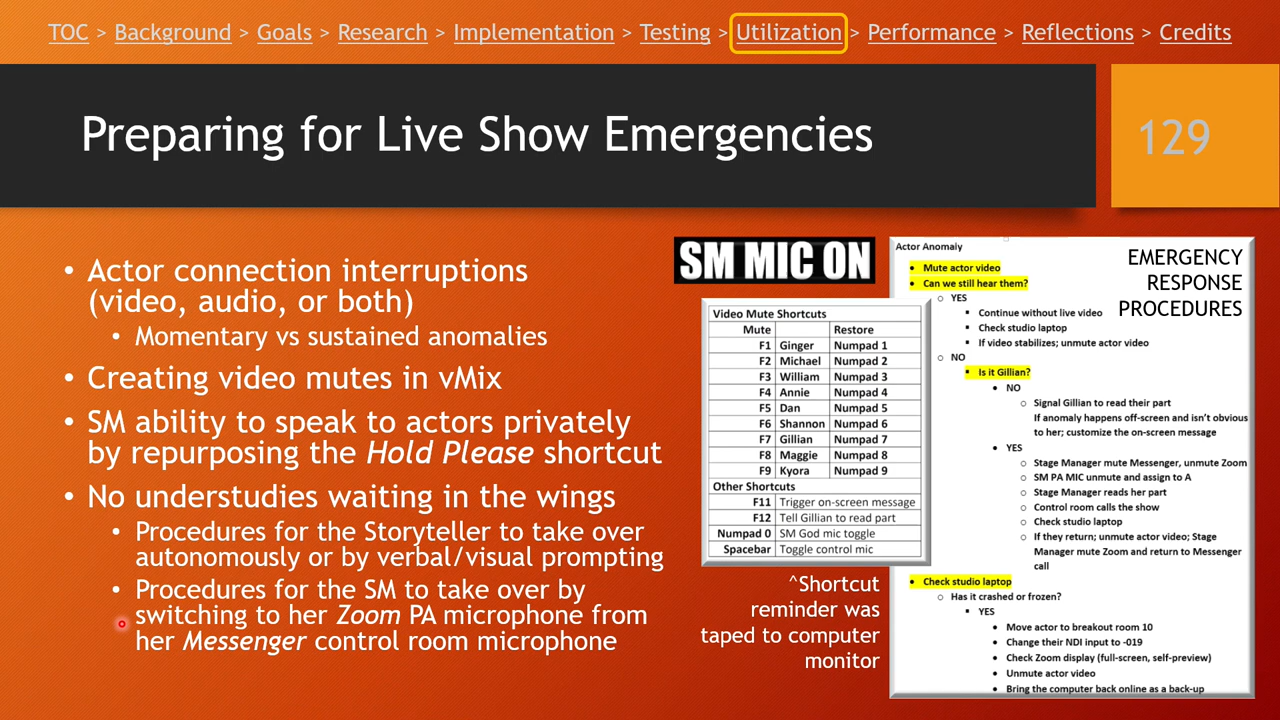 TOC > Background > Goals > Research > Implementation > Testing > Utilization > Performance > Reflections > Credits
Preparing for Live Show Emergencies
129
• Actor connection interruptions
(video, audio, or both)
• Momentary vs sustained anomalies
• Creating video mutes in vMix
• SM ability to speak to actors privately
by repurposing the Hold Please shortcut
• No understudies waiting in the wings
• Procedures for the Storyteller to take over
autonomously or by verbal/visual prompting
• Procedures for the SM to take over by
switching to her Zoom PA microphone from
her Messenger control room microphone
SM MIC ON
Video Mute Shortcuts
Mute Restore
F1 Ginger Numpad 1
F2 Michael Numpad 2
F3 William Numpad 3
F4 Annie Numpad 4
F5 Dan Numpad 5
F6 Shannon Numpad 6
F7 Gillian Numpad 7
F8 Maggie Numpad 8
F9 Kyora Numpad 9
Other Shortcuts
F11 Trigger on-screen message
F12 Tell Gillian to read part
Numpad 0 SM God mic toggle
Spacebar Toggle control mic
^Shortcut
reminder was
taped to computer
monitor
EMERGENCY
RESPONSE
PROCEDURES
Actor Anomaly
• Mute actor video
• Can we still hear them?
○ YES
▪ Continue without live video
▪ Check studio laptop
▪ If video stabilizes; unmute actor video
○ NO
▪ Is it Gillian?
• NO
○ Signal Gillian to read their part
If anomaly happens off-screen and isn't obvious
to her; customize the on-screen message
• YES
○ Stage Manager mute Messenger, unmute Zoom
○ SM PA MIC unmute and assign to A
○ Stage Manager reads her part
○ Control room calls the show
○ Check studio laptop
○ If they return; unmute actor video; Stage
Manager mute Zoom and return to Messenger
call
• Check studio laptop
○ Has it crashed or frozen?
▪ YES
• Move actor to breakout room 10
• Change their NDI input to -019
• Check Zoom display (full-screen, self-preview)
• Unmute actor video
• Bring the computer back online as a back-up